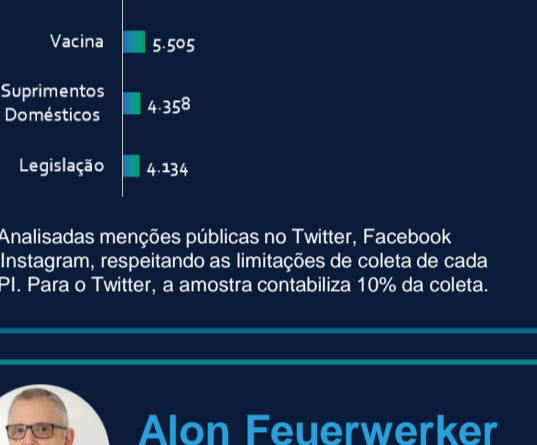 Vacina 5.505
Suprimentos
Domésticos 4.358
Legislação 4.134
Analisadas menções públicas no Twitter, Facebook
Instagram, respeitando as limitações de coleta de cada
PI. Para o Twitter, a amostra contabiliza 10% da coleta.
Alon Feuerwerker